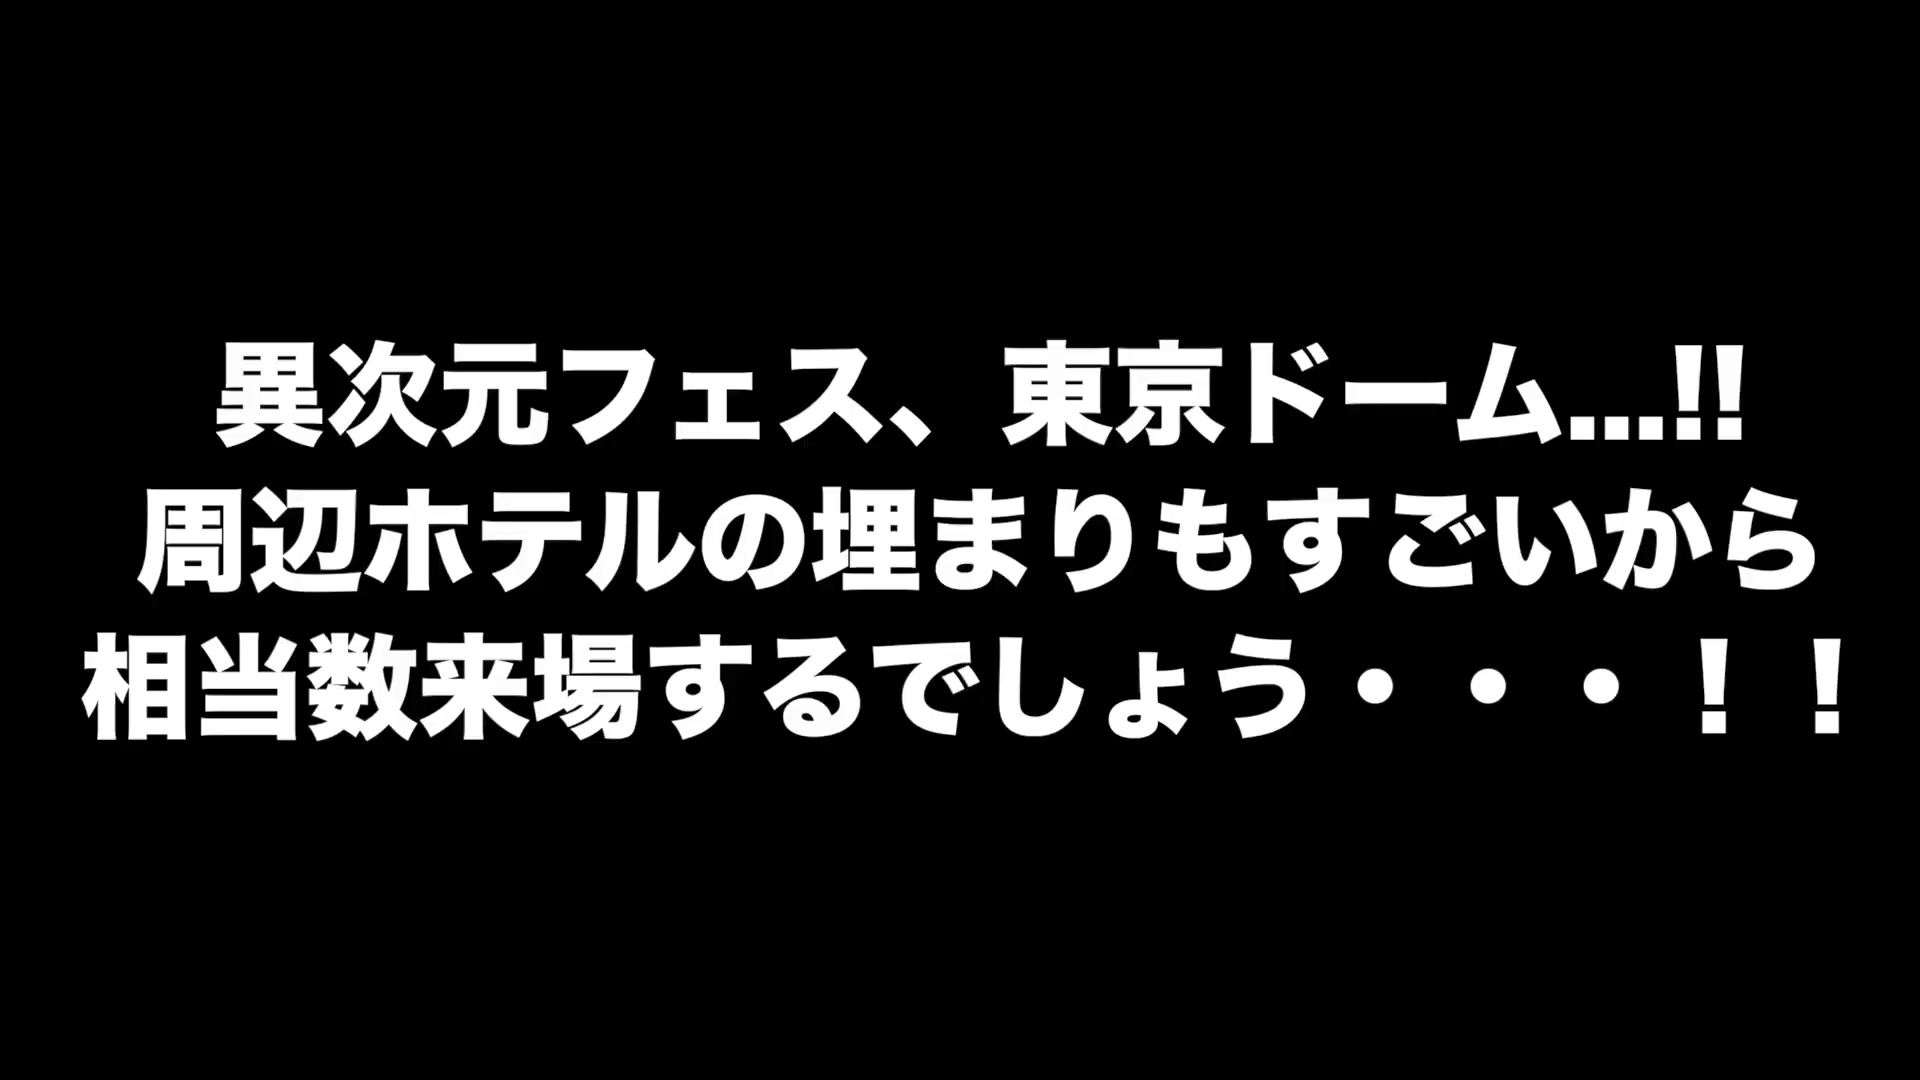 異次元フェス、東京ドーム...!!
周辺ホテルの埋まりもすごいから
相当数来場するでしょう・・・！！